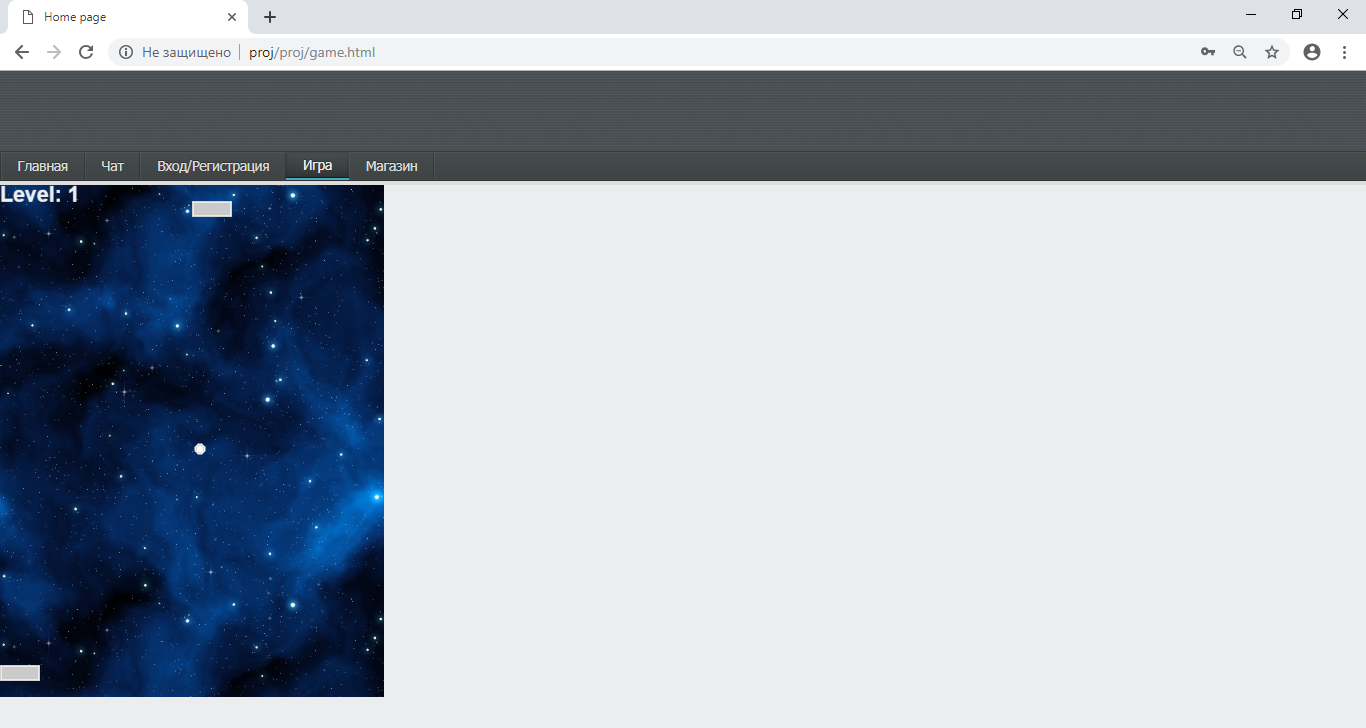 Home page
Не защищено proj/proj/game.html
Главная Чат Вход/Регистрация Игра Магазин
Level: 1